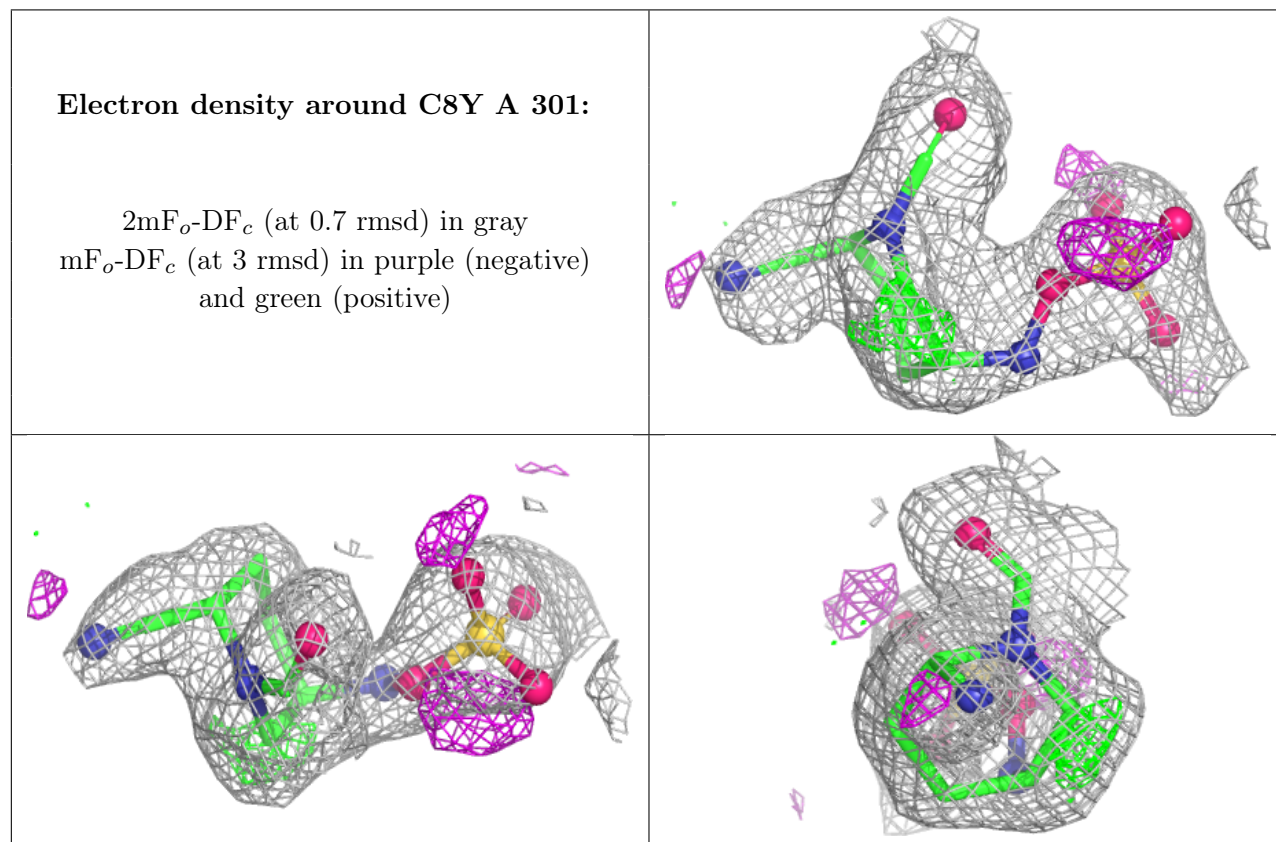 Electron density around C8Y A 301:
2mFo-DFc (at 0.7 rmsd) in gray
mFo-DFc (at 3 rmsd) in purple (negative)
and green (positive)